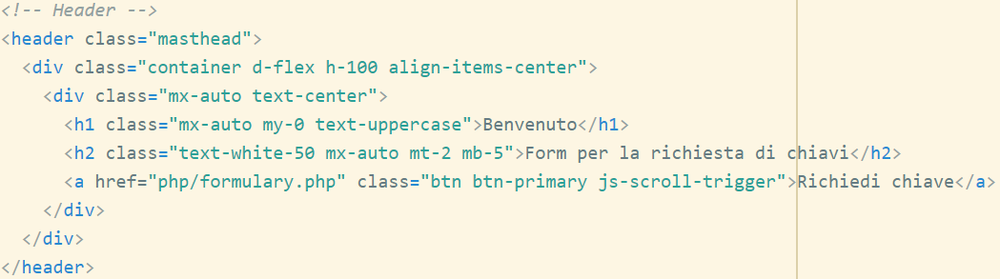 <!-- Header -->
<header class="masthead">
  <div class="container d-flex h-100 align-items-center">
    <div class="mx-auto text-center">
      <h1 class="mx-auto my-0 text-uppercase">Benvenuto</h1>
      <h2 class="text-white-50 mx-auto mt-2 mb-5">Form per la richiesta di chiavi</h2>
      <a href="php/formulary.php" class="btn btn-primary js-scroll-trigger">Richiedi chiave</a>
    </div>
  </div>
</header>